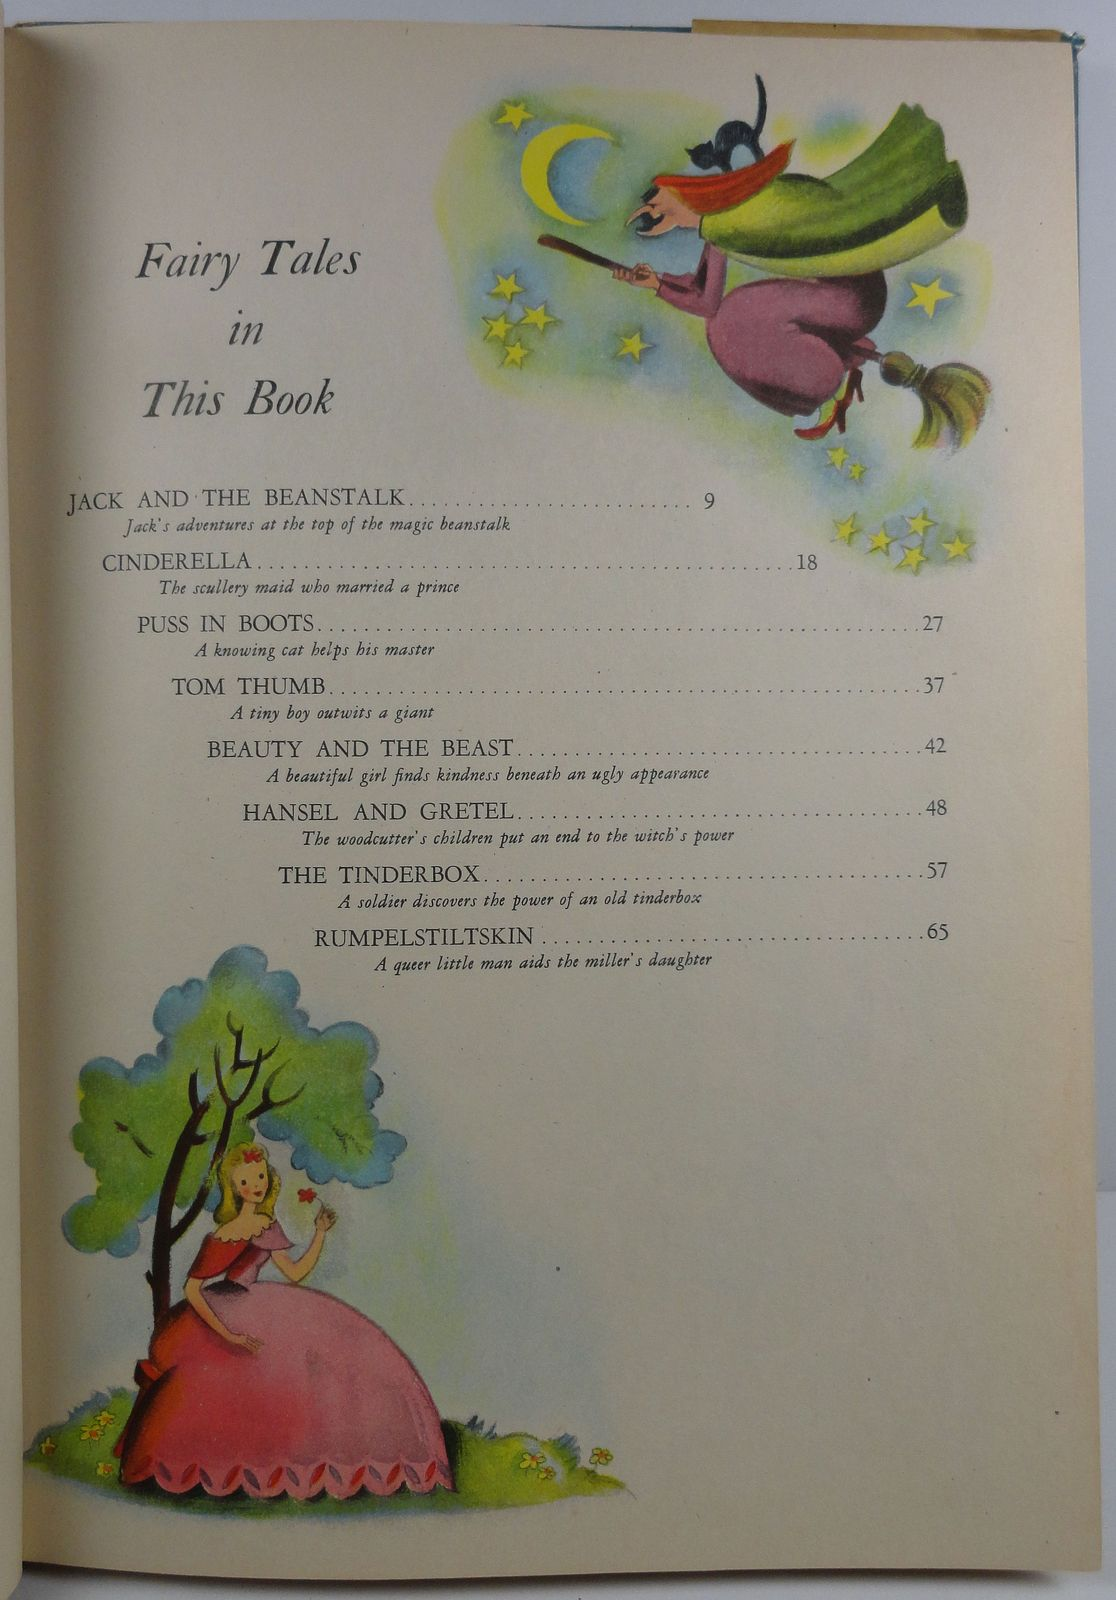 Fairy Tales
in
This Book
JACK AND THE BEANSTALK........................ 9
Jack's adventures at the top of the magic beanstalk
CINDERELLA...............................................18
The scullery maid who married a prince
PUSS IN BOOTS.....................................................27
A knowing cat helps his master
TOM THUMB....................................................37
A tiny boy outwits a giant
BEAUTY AND THE BEAST...................................42
A beautiful girl finds kindness beneath an ugly appearance
HANSEL AND GRETEL...................................48
The woodcutter's children put an end to the witch's power
THE TINDERBOX......................................57
A soldier discovers the power of an old tinderbox
RUMPELSTILTSKIN.................................65
A queer little man aids the miller's daughter